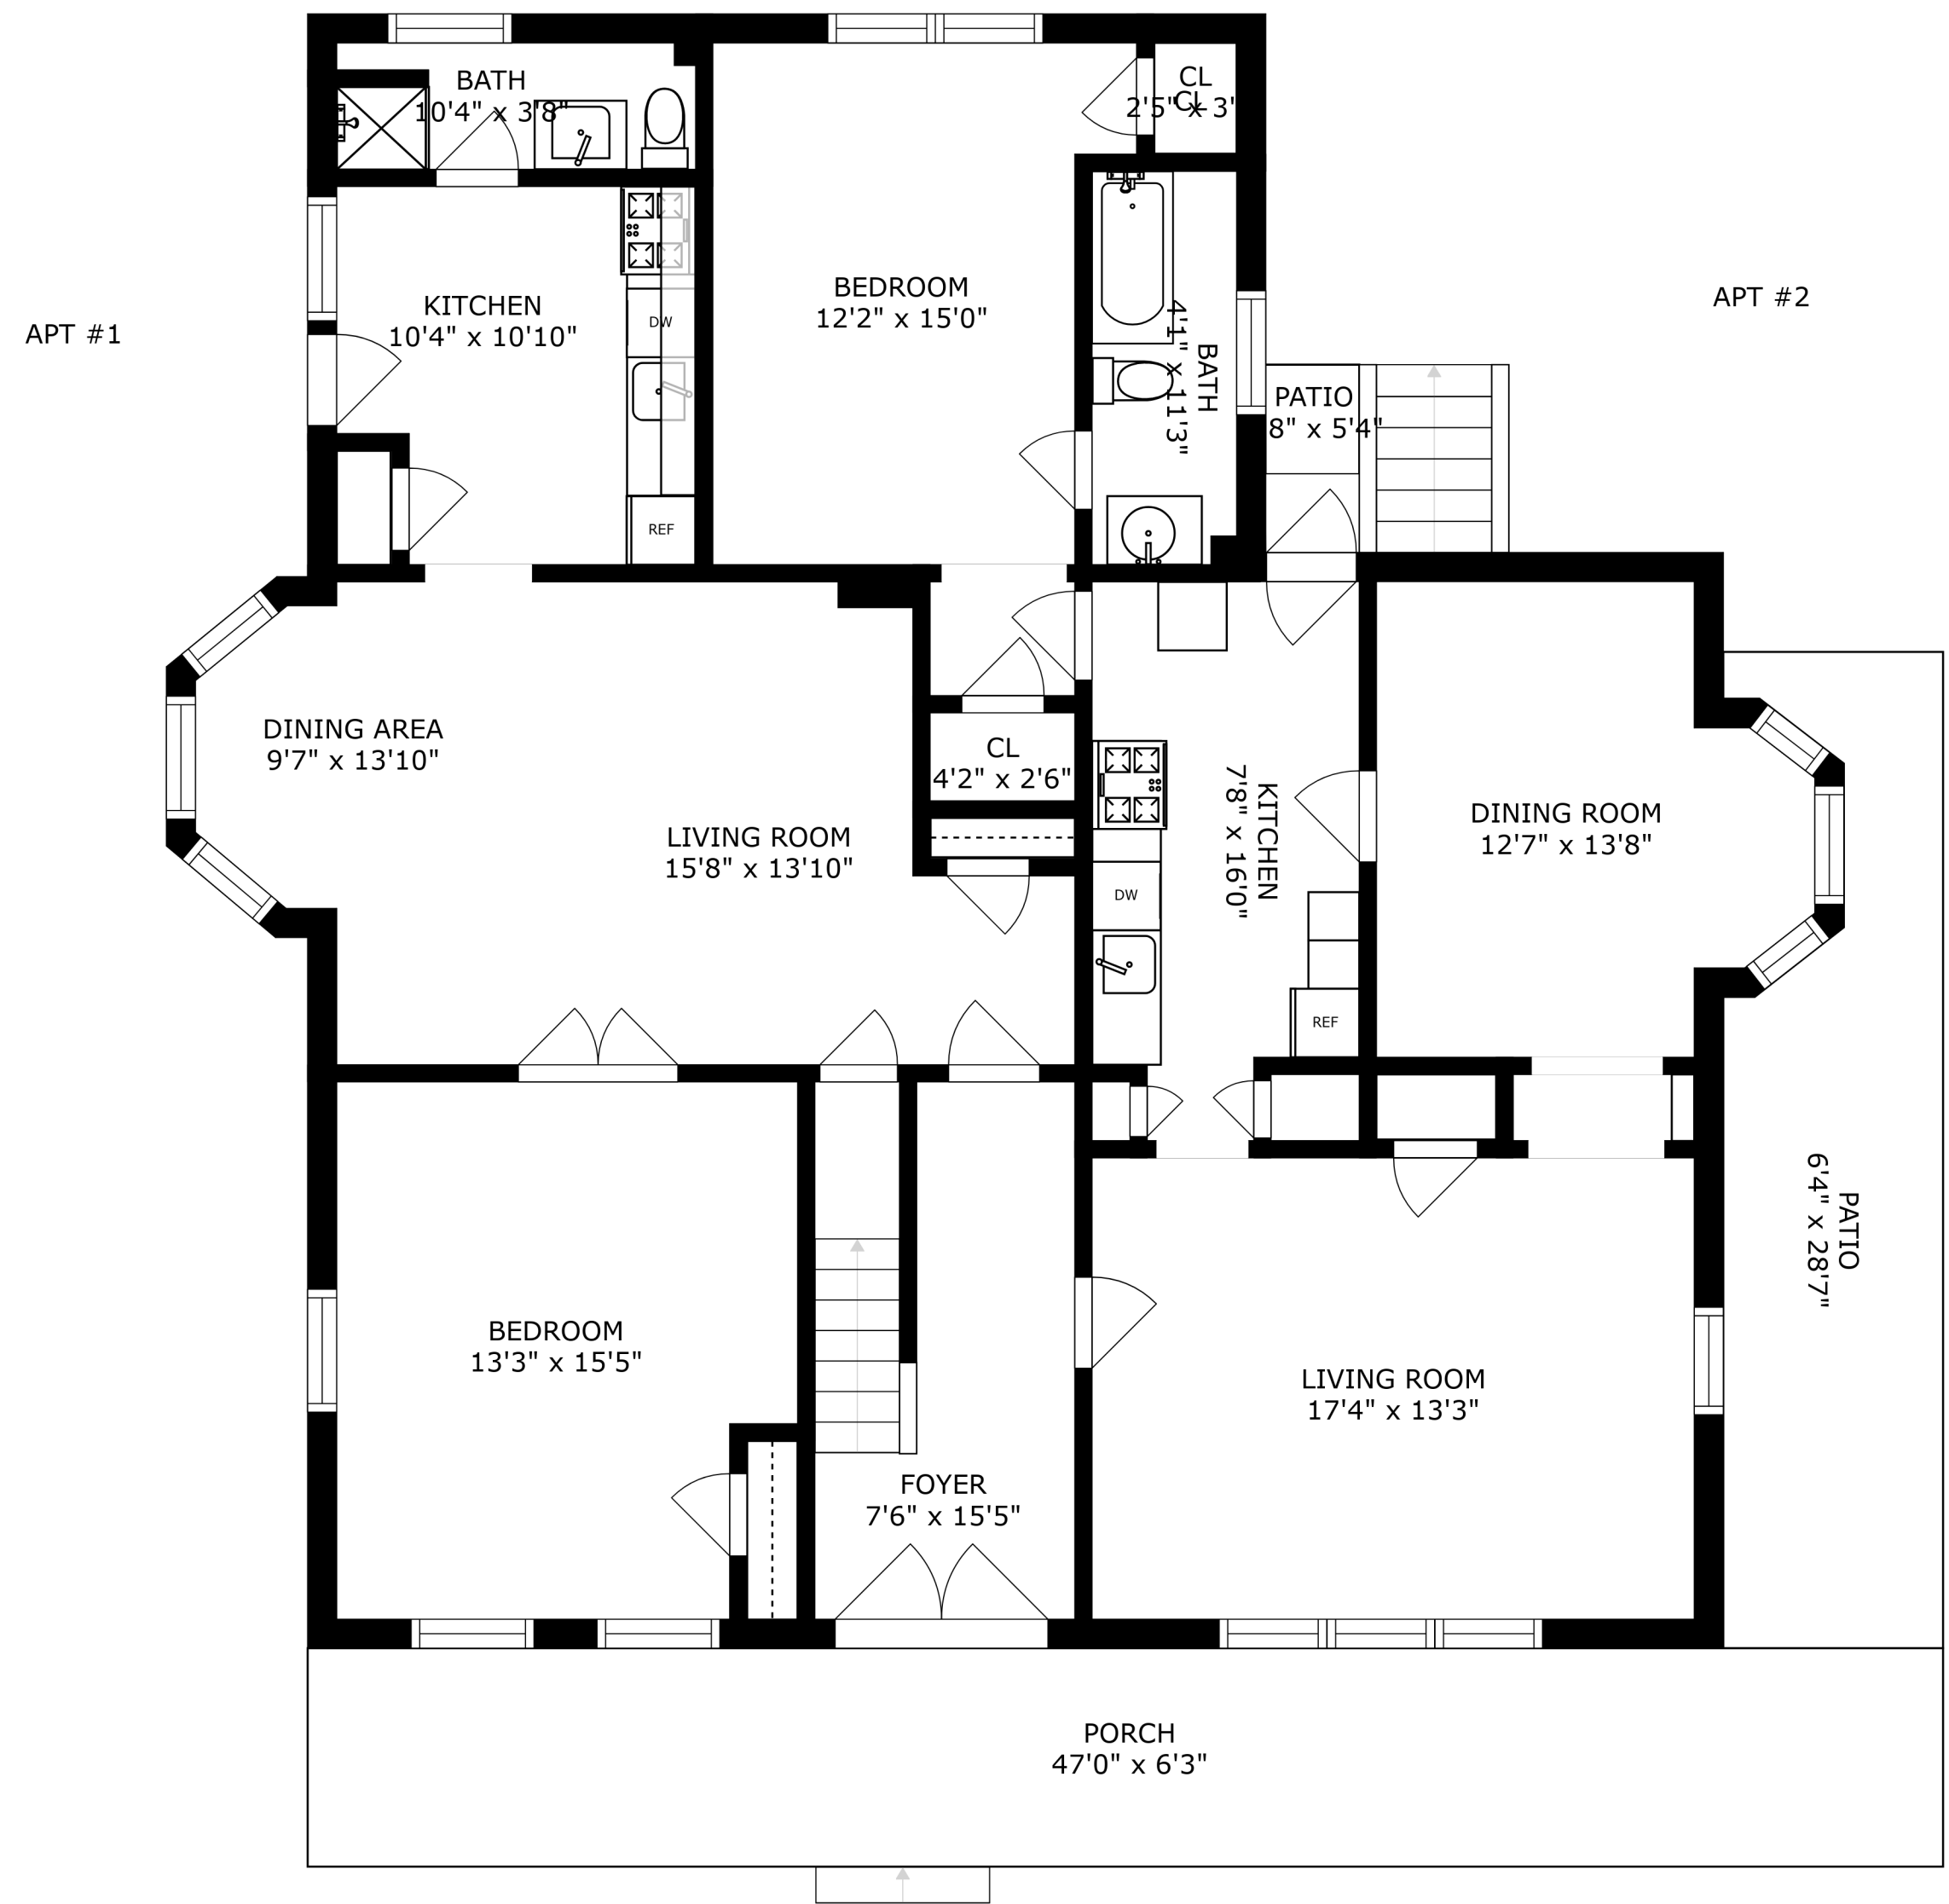 BATH
10'4" x 3'8"
CL
CL
2'5" x 3'
APT #1
KITCHEN
10'4" x 10'10"
DW
REF
BEDROOM
12'2" x 15'0"
BATH
4'1" x 11'3"
APT #2
PATIO
8" x 5'4"
DINING AREA
9'7" x 13'10"
LIVING ROOM
15'8" x 13'10"
CL
4'2" x 2'6"
KITCHEN
7'8" x 16'0"
DW
REF
DINING ROOM
12'7" x 13'8"
PATIO
6'4" x 28'7"
BEDROOM
13'3" x 15'5"
FOYER
7'6" x 15'5"
LIVING ROOM
17'4" x 13'3"
PORCH
47'0" x 6'3"